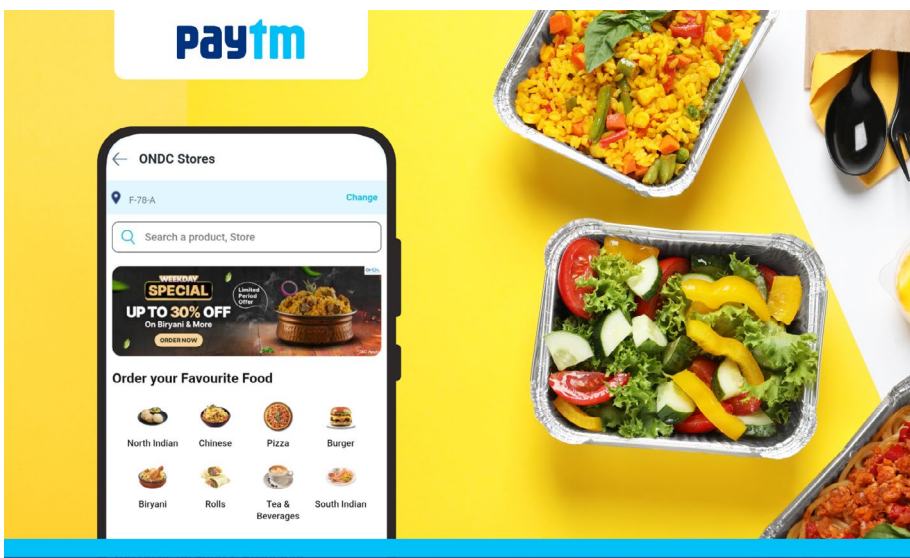 paytm
ONDC Stores
F-78-A
Change
Search a product, Store
WEEKDAY
SPECIAL
Limited
Period
Offer
UP TO 30% OFF
On Biryani & More
ORDER NOW
Order your Favourite Food
North Indian
Chinese
Pizza
Burger
Biryani
Rolls
Tea &
Beverages
South Indian